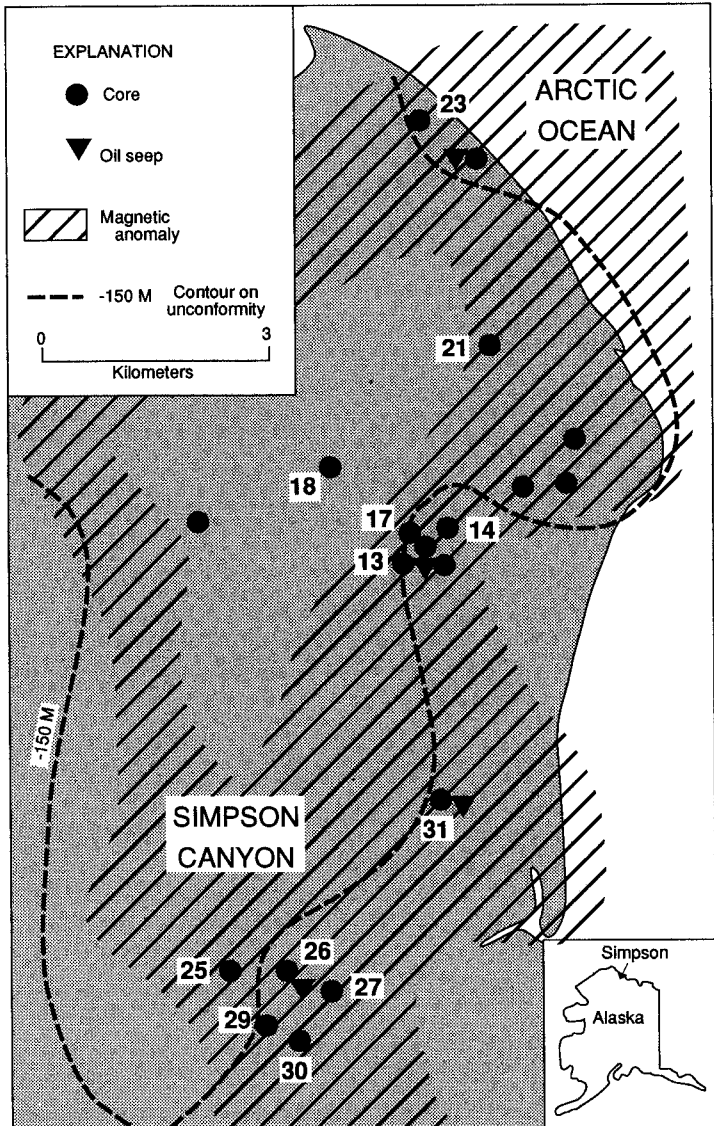 EXPLANATION
Core
Oil seep
Magnetic
anomaly
-150 M Contour on
unconformity
0 3
Kilometers
ARCTIC
OCEAN
23
21
18
17
14
13
-150 M
SIMPSON
CANYON
31
25
26
27
29
30
Simpson
Alaska